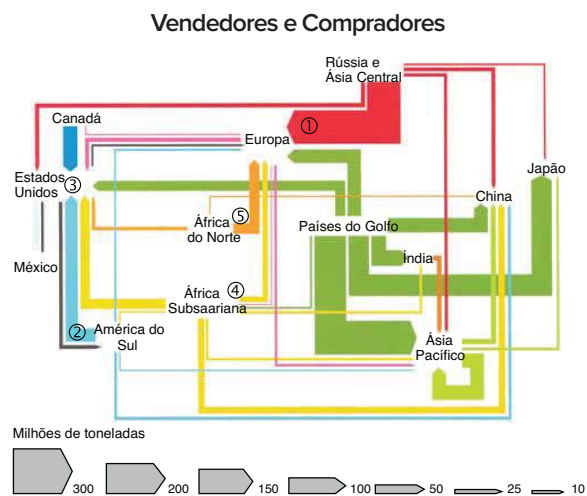 Vendedores e Compradores
Rússia e
Ásia Central
Canadá
①
Europa
Japão
Estados
Unidos ③
China
África ⑤
do Norte
Países do Golfo
Índia
México
África ④
Subsaariana
② América do
Sul
Ásia
Pacífico
Milhões de toneladas
300
200
150
100
50
25
10